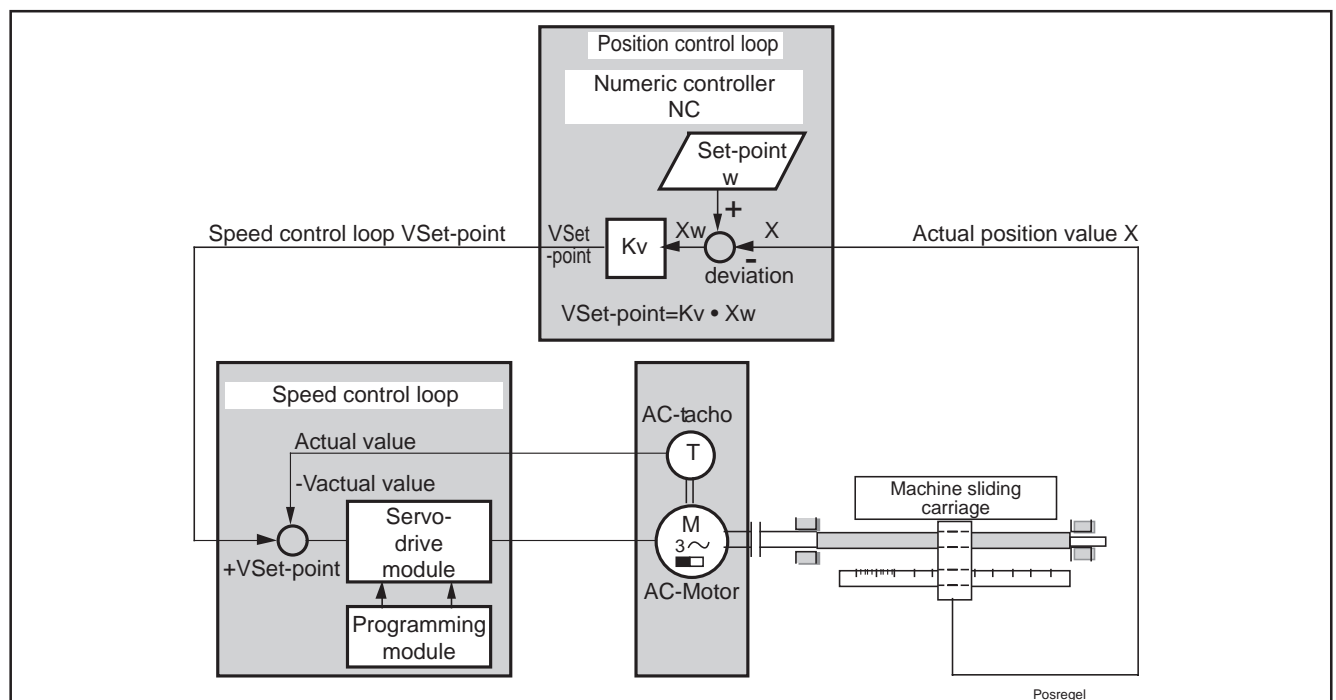 Position control loop
Numeric controller
NC
Set-point
w
+
Speed control loop VSet-point
VSet
-point
Kv
Xw
X
-
deviation
Actual position value X
VSet-point=Kv • Xw
Speed control loop
AC-tacho
T
Actual value
-Vactual value
Servo-
drive
module
+VSet-point
Programming
module
M
3~
AC-Motor
Machine sliding
carriage
Posregel